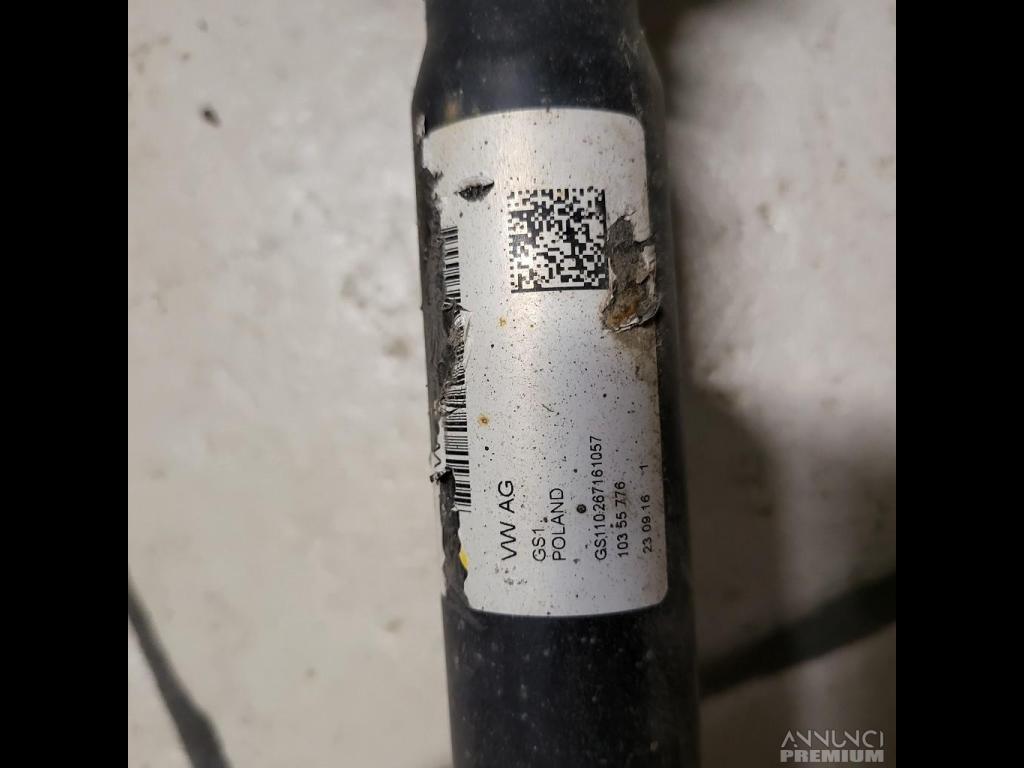 VW AG
GS1
POLAND
GS110267161057
103 55 776
23 09.16 1
ANNUNCI
PREMIUM